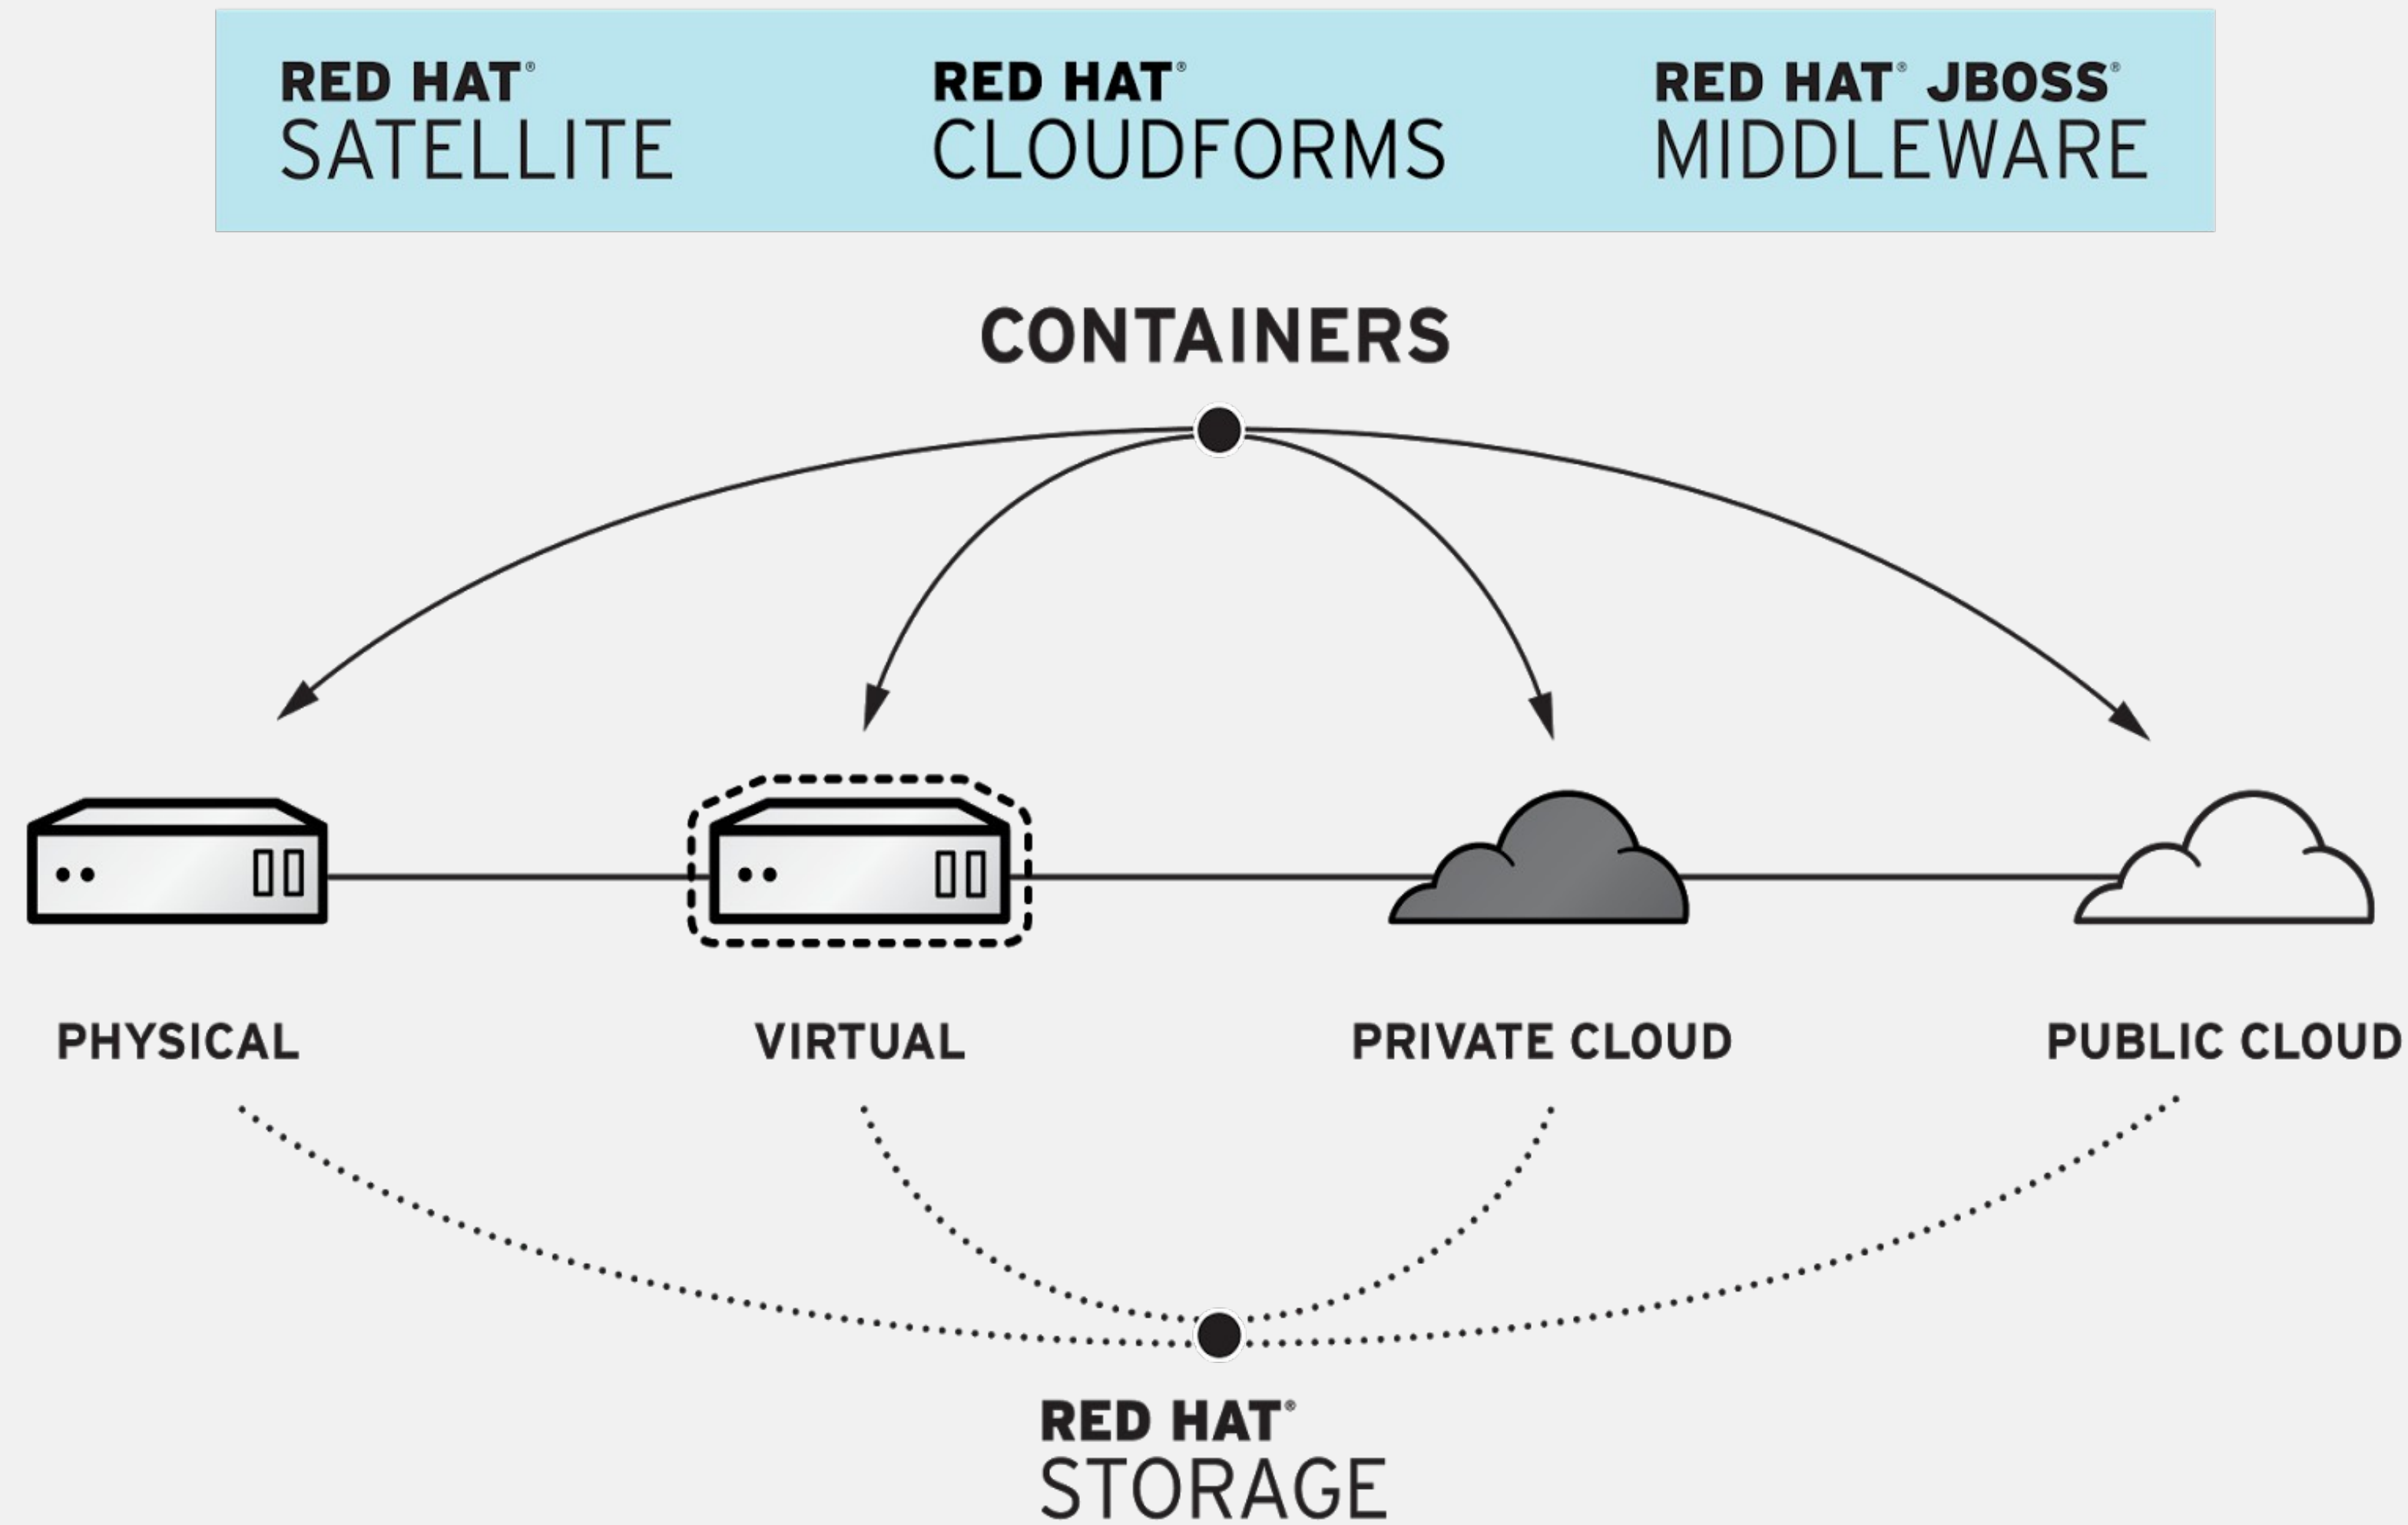 RED HAT®
SATELLITE
RED HAT®
CLOUDFORMS
RED HAT® JBOSS®
MIDDLEWARE
CONTAINERS
PHYSICAL
VIRTUAL
PRIVATE CLOUD
PUBLIC CLOUD
RED HAT®
STORAGE